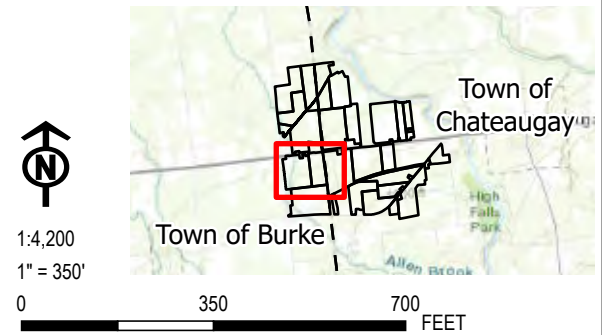 Town of
Chateaugay
N
High
Falls
Park
1:4,200
Town of Burke
1" = 350'
Allen Brook
0 350 700
FEET